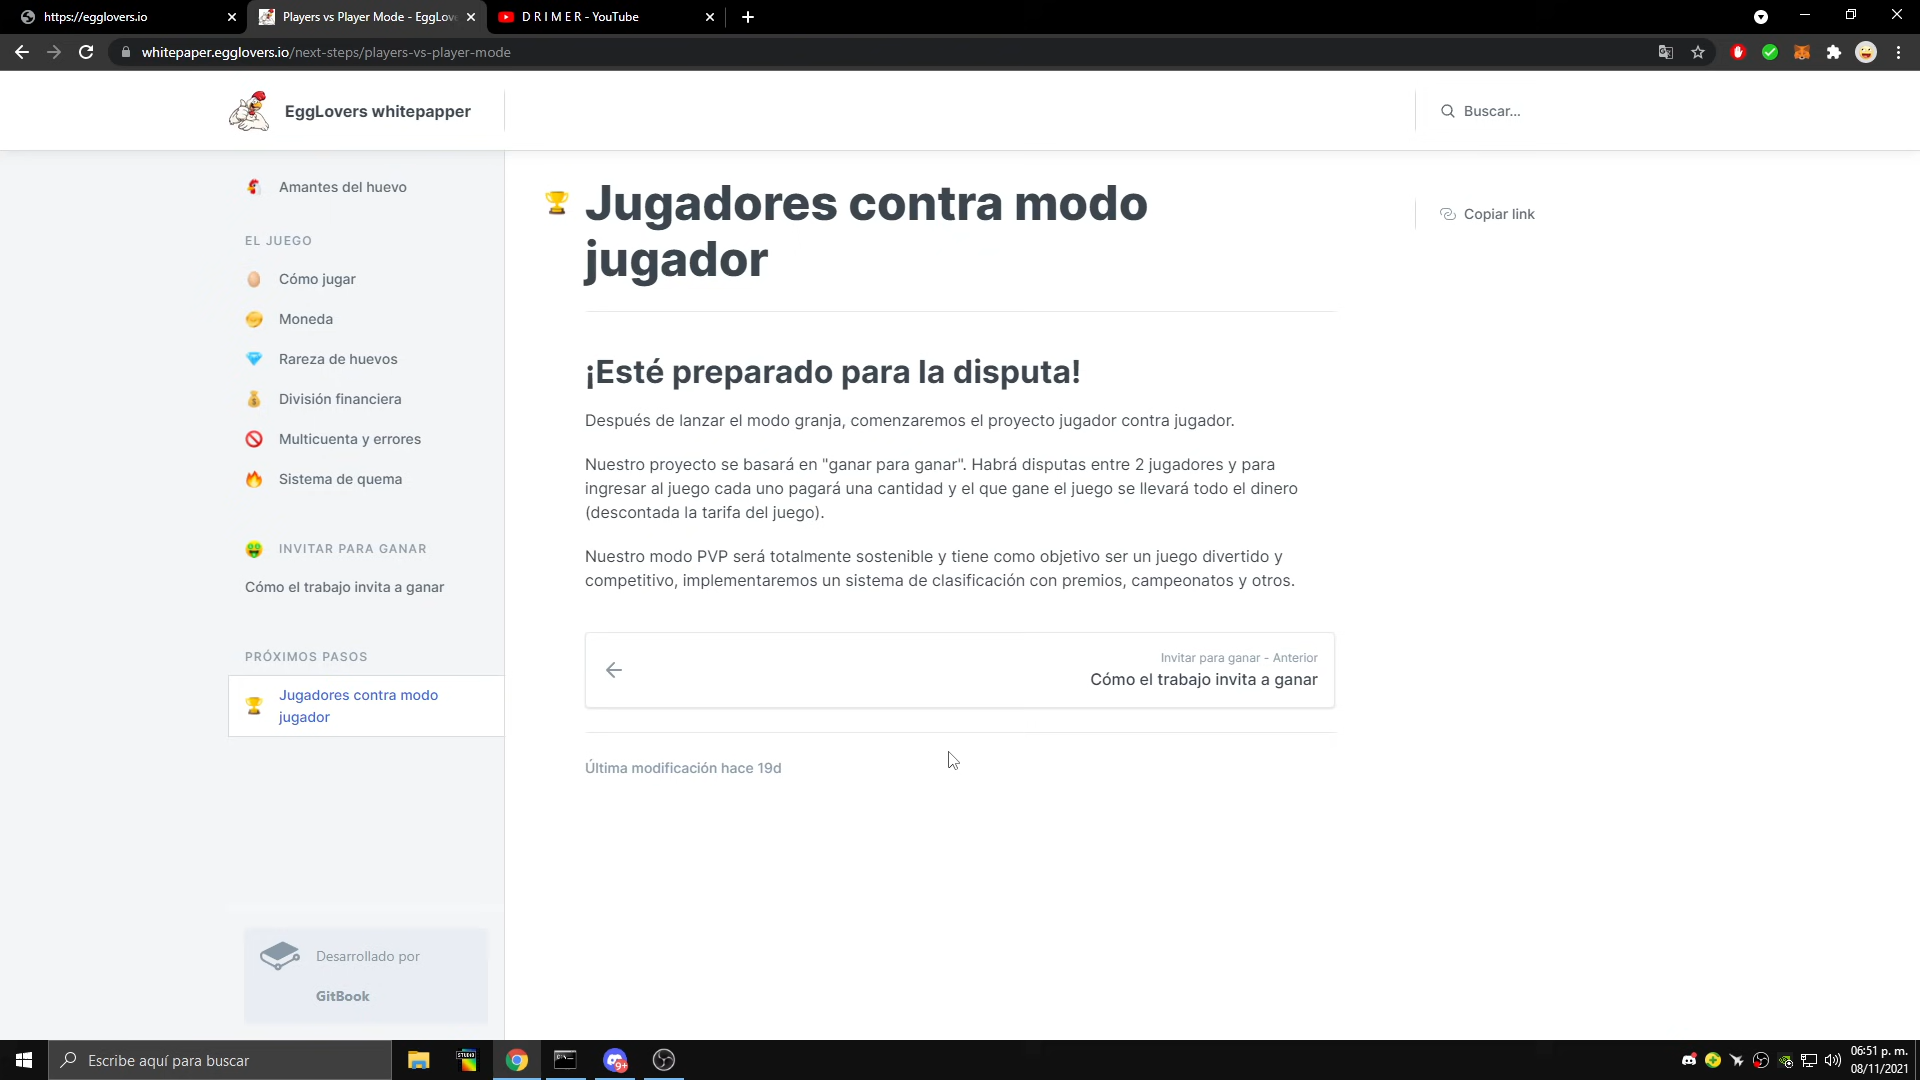 https://egglovers.io
Players vs Player Mode - EggLove
D R I M E R - YouTube
whitepaper.egglovers.io/next-steps/players-vs-player-mode
EggLovers whitepapper
Buscar...
Amantes del huevo
EL JUEGO
Cómo jugar
Moneda
Rareza de huevos
División financiera
Multicuenta y errores
Sistema de quema
INVITAR PARA GANAR
Cómo el trabajo invita a ganar
PRÓXIMOS PASOS
Jugadores contra modo
jugador
Desarrollado por
GitBook
Jugadores contra modo
jugador
Copiar link
¡Esté preparado para la disputa!
Después de lanzar el modo granja, comenzaremos el proyecto jugador contra jugador.
Nuestro proyecto se basará en "ganar para ganar". Habrá disputas entre 2 jugadores y para
ingresar al juego cada uno pagará una cantidad y el que gane el juego se llevará todo el dinero
(descontada la tarifa del juego).
Nuestro modo PVP será totalmente sostenible y tiene como objetivo ser un juego divertido y
competitivo, implementaremos un sistema de clasificación con premios, campeonatos y otros.
Invitar para ganar - Anterior
Cómo el trabajo invita a ganar
Última modificación hace 19d
Escribe aquí para buscar
STUDIO
9+
06:51 p. m.
08/11/2021